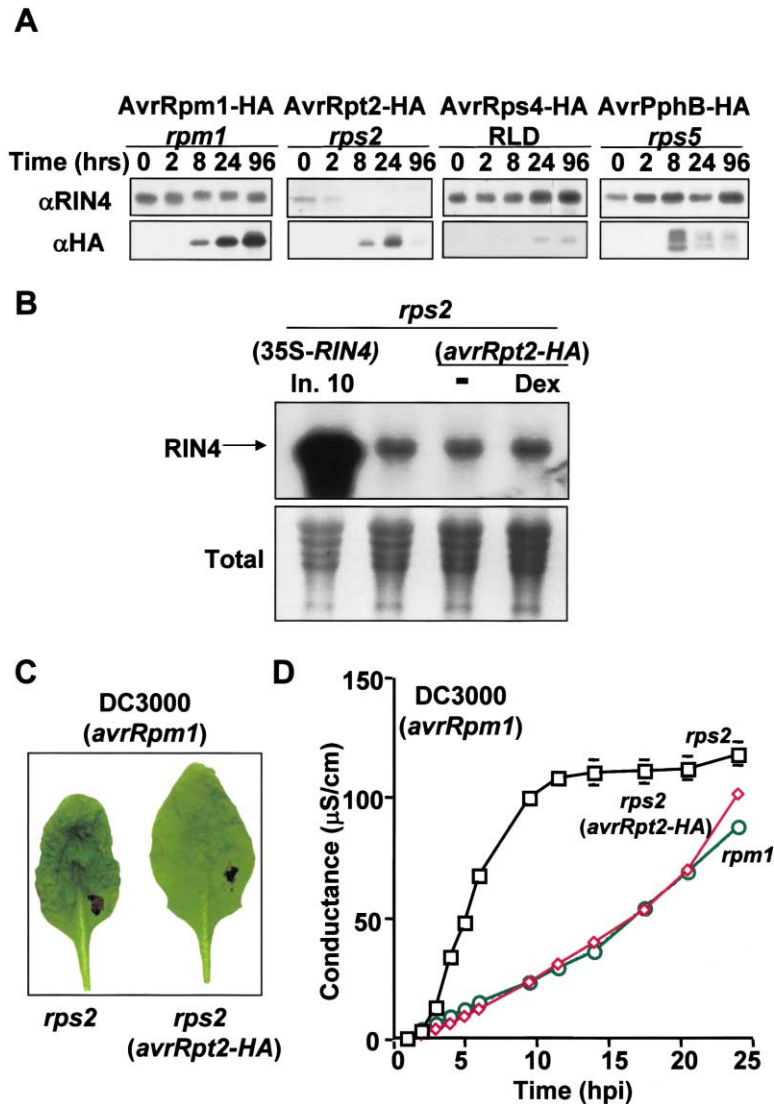 A
AvrRpm1-HA AvrRpt2-HA AvrRps4-HA AvrPphB-HA
rpm1 rps2 RLD rps5
Time (hrs) 0 2 8 24 96 0 2 8 24 96 0 2 8 24 96 0 2 8 24 96
αRIN4
αHA
B
rps2
(35S-RIN4) (avrRpt2-HA)
In. 10 - Dex
RIN4
Total
C
DC3000
(avrRpm1)
rps2 rps2
(avrRpt2-HA)
D
150
DC3000
(avrRpm1)
rps2
100
rps2
(avrRpt2-HA)
rpm1
50
0
Conductance (μS/cm)
0 5 10 15 20 25
Time (hpi)